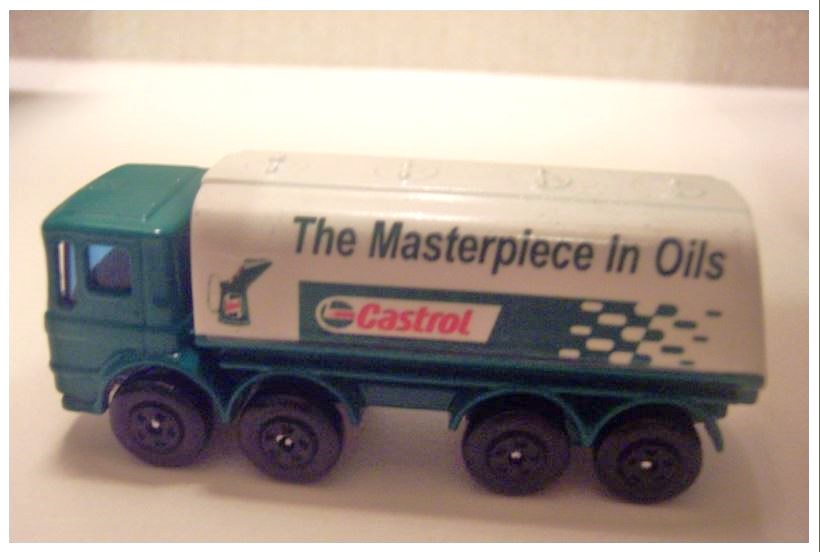 The Masterpiece In Oils
Castrol